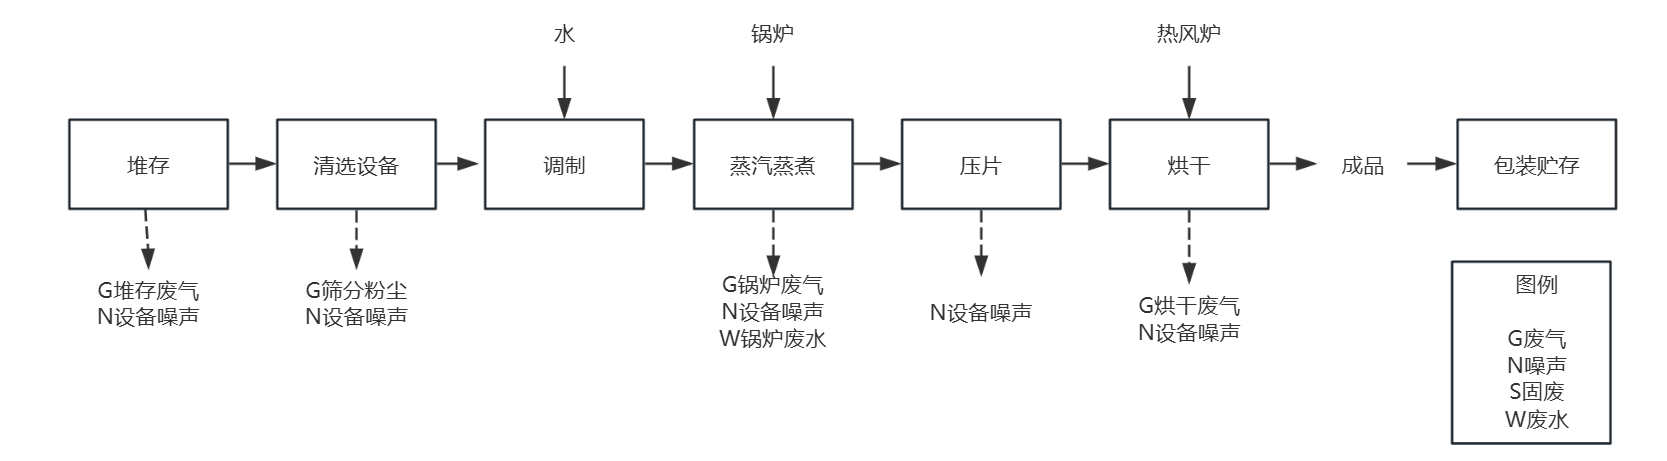 水
锅炉
热风炉
堆存
清选设备
调制
蒸汽蒸煮
压片
烘干
成品
包装贮存
G堆存废气
N设备噪声
G筛分粉尘
N设备噪声
G锅炉废气
N设备噪声
W锅炉废水
N设备噪声
G烘干废气
N设备噪声
图例
G废气
N噪声
S固废
W废水